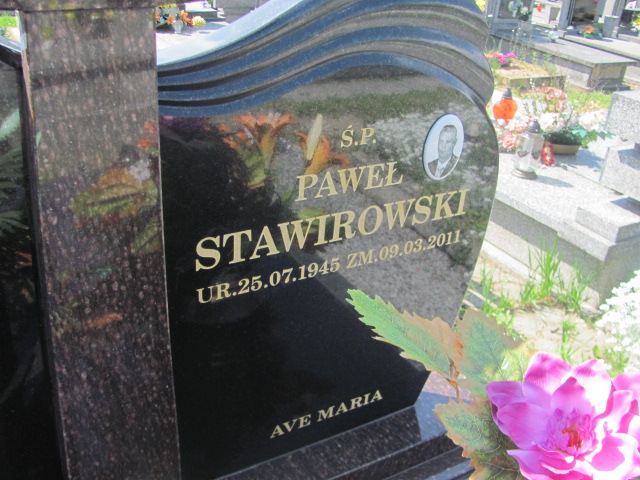 Ś.P.
PAWEŁ
STAWIROWSKI
UR.25.07.1945 ZM.09.03.2011
AVE MARIA